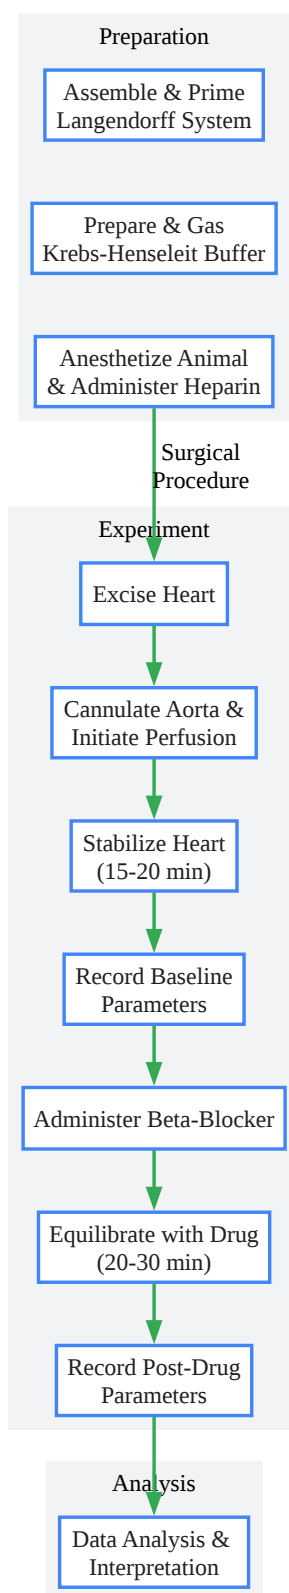 Preparation
Assemble & Prime
Langendorff System
Prepare & Gas
Krebs-Henseleit Buffer
Anesthetize Animal
& Administer Heparin
Surgical
Procedure
Experiment
Excise Heart
Cannulate Aorta &
Initiate Perfusion
Stabilize Heart
(15-20 min)
Record Baseline
Parameters
Administer Beta-Blocker
Equilibrate with Drug
(20-30 min)
Record Post-Drug
Parameters
Analysis
Data Analysis &
Interpretation